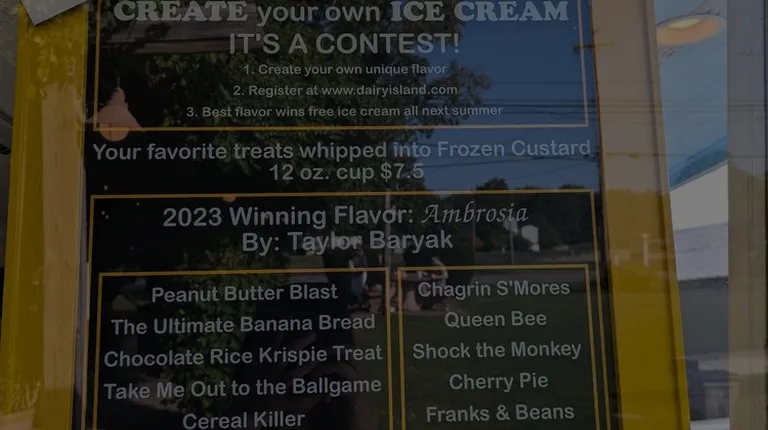 CREATE your own ICE CREAM
IT'S A CONTEST!
1. Create your own unique flavor
2. Register at www.dairyisland.com
3. Best flavor wins free ice cream all next summer
Your favorite treats whipped into Frozen Custard
12 oz. cup $7.5
2023 Winning Flavor: Ambrosia
By: Taylor Baryak
Peanut Butter Blast
The Ultimate Banana Bread
Chocolate Rice Krispie Treat
Take Me Out to the Ballgame
Cereal Killer
Chagrin S'Mores
Queen Bee
Shock the Monkey
Cherry Pie
Franks & Beans